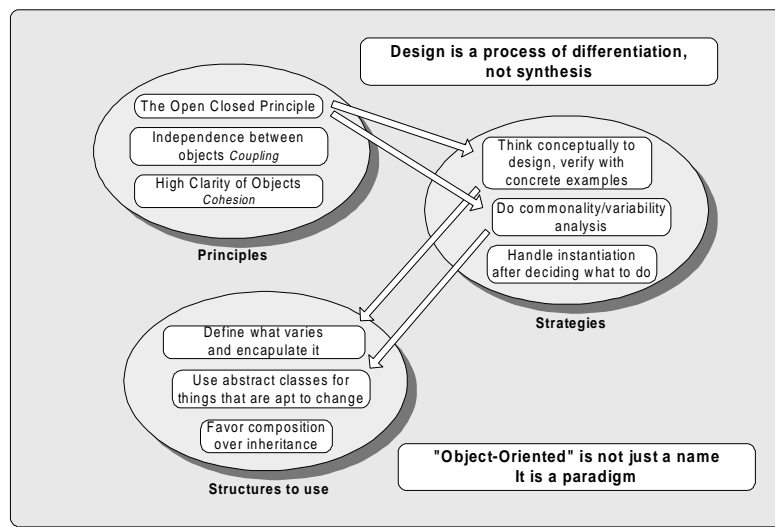 Design is a process of differentiation,
not synthesis
The Open Closed Principle
Independence between
objects Coupling
High Clarity of Objects
Cohesion
Principles
Think conceptually to
design, verify with
concrete examples
Do commonality/variability
analysis
Handle instantiation
after deciding what to do
Strategies
Define what varies
and encapulate it
Use abstract classes for
things that are apt to change
Favor composition
over inheritance
Structures to use
"Object-Oriented" is not just a name
It is a paradigm